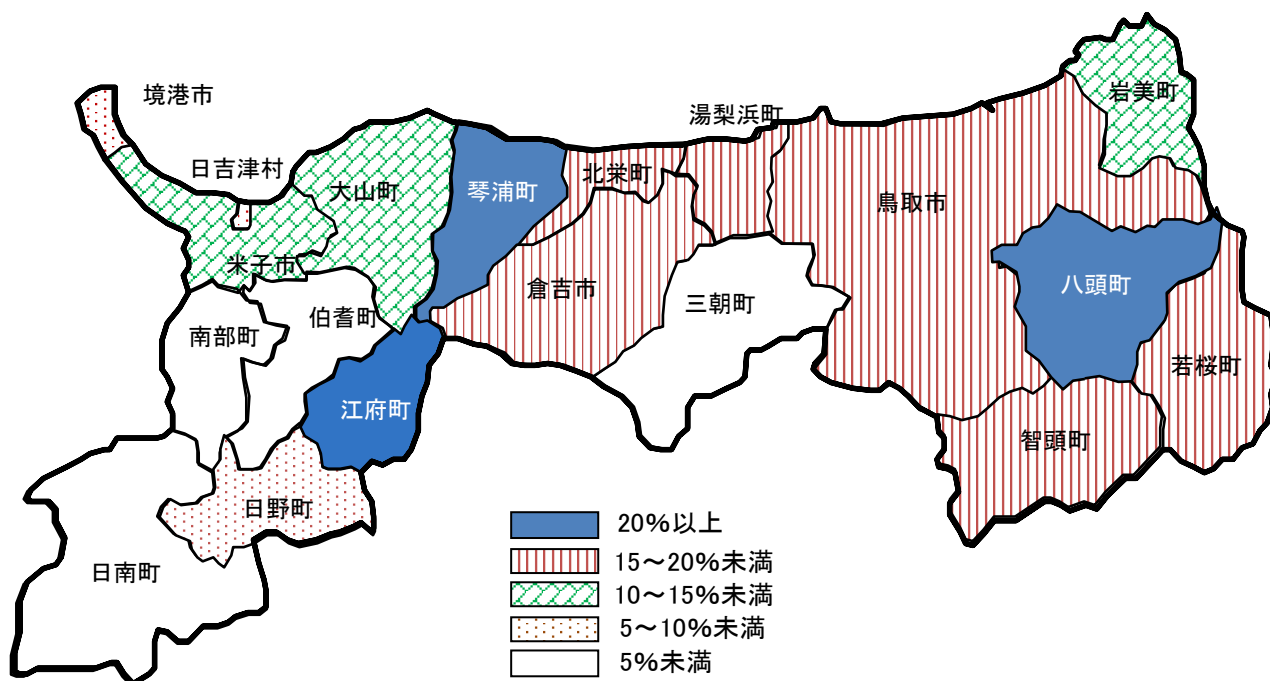 境港市
日吉津村
大山町
琴浦町
北栄町
湯梨浜町
鳥取市
岩美町
米子市
伯耆町
南部町
倉吉市
三朝町
八頭町
若桜町
江府町
智頭町
日野町
日南町
20%以上
15～20%未満
10～15%未満
5～10%未満
5%未満